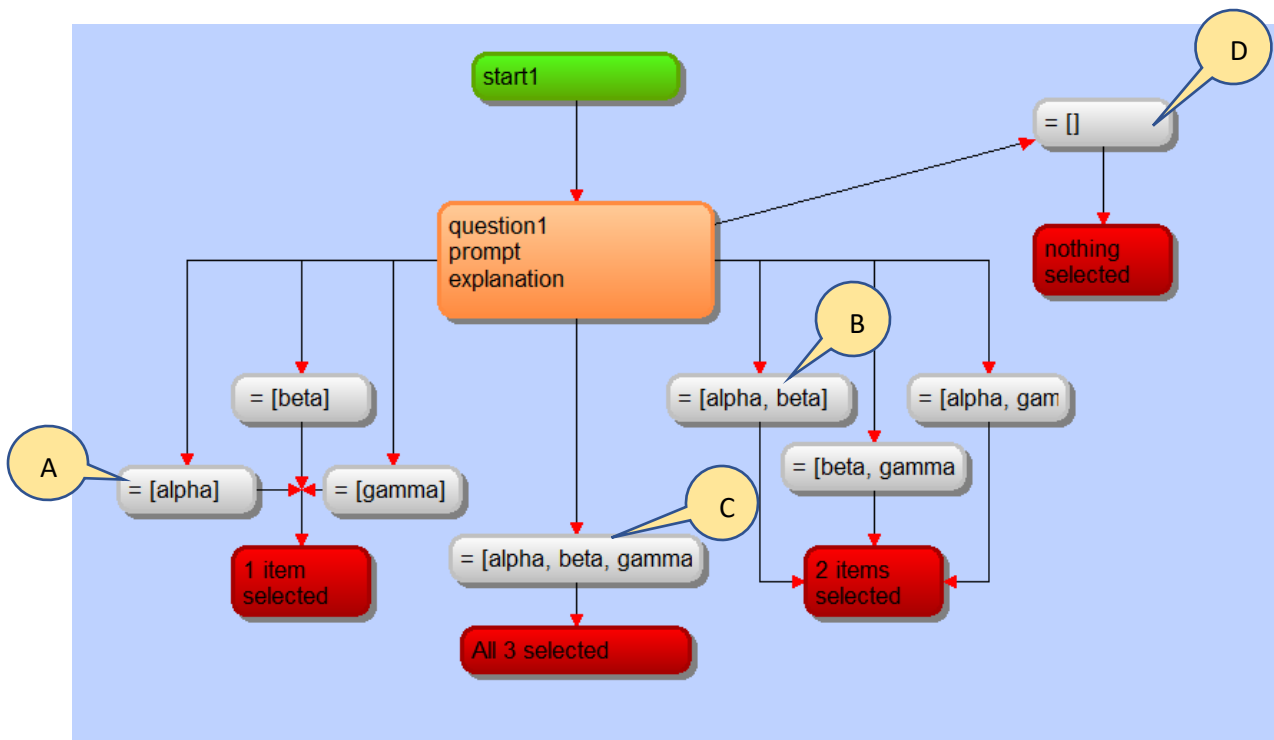 D
start1
= []
question1
prompt
explanation
nothing
selected
B
= [beta]
= [alpha, beta]
= [alpha, gam
A
= [alpha]
= [gamma]
= [beta, gamma
C
= [alpha, beta, gamma
1 item
selected
2 items
selected
All 3 selected